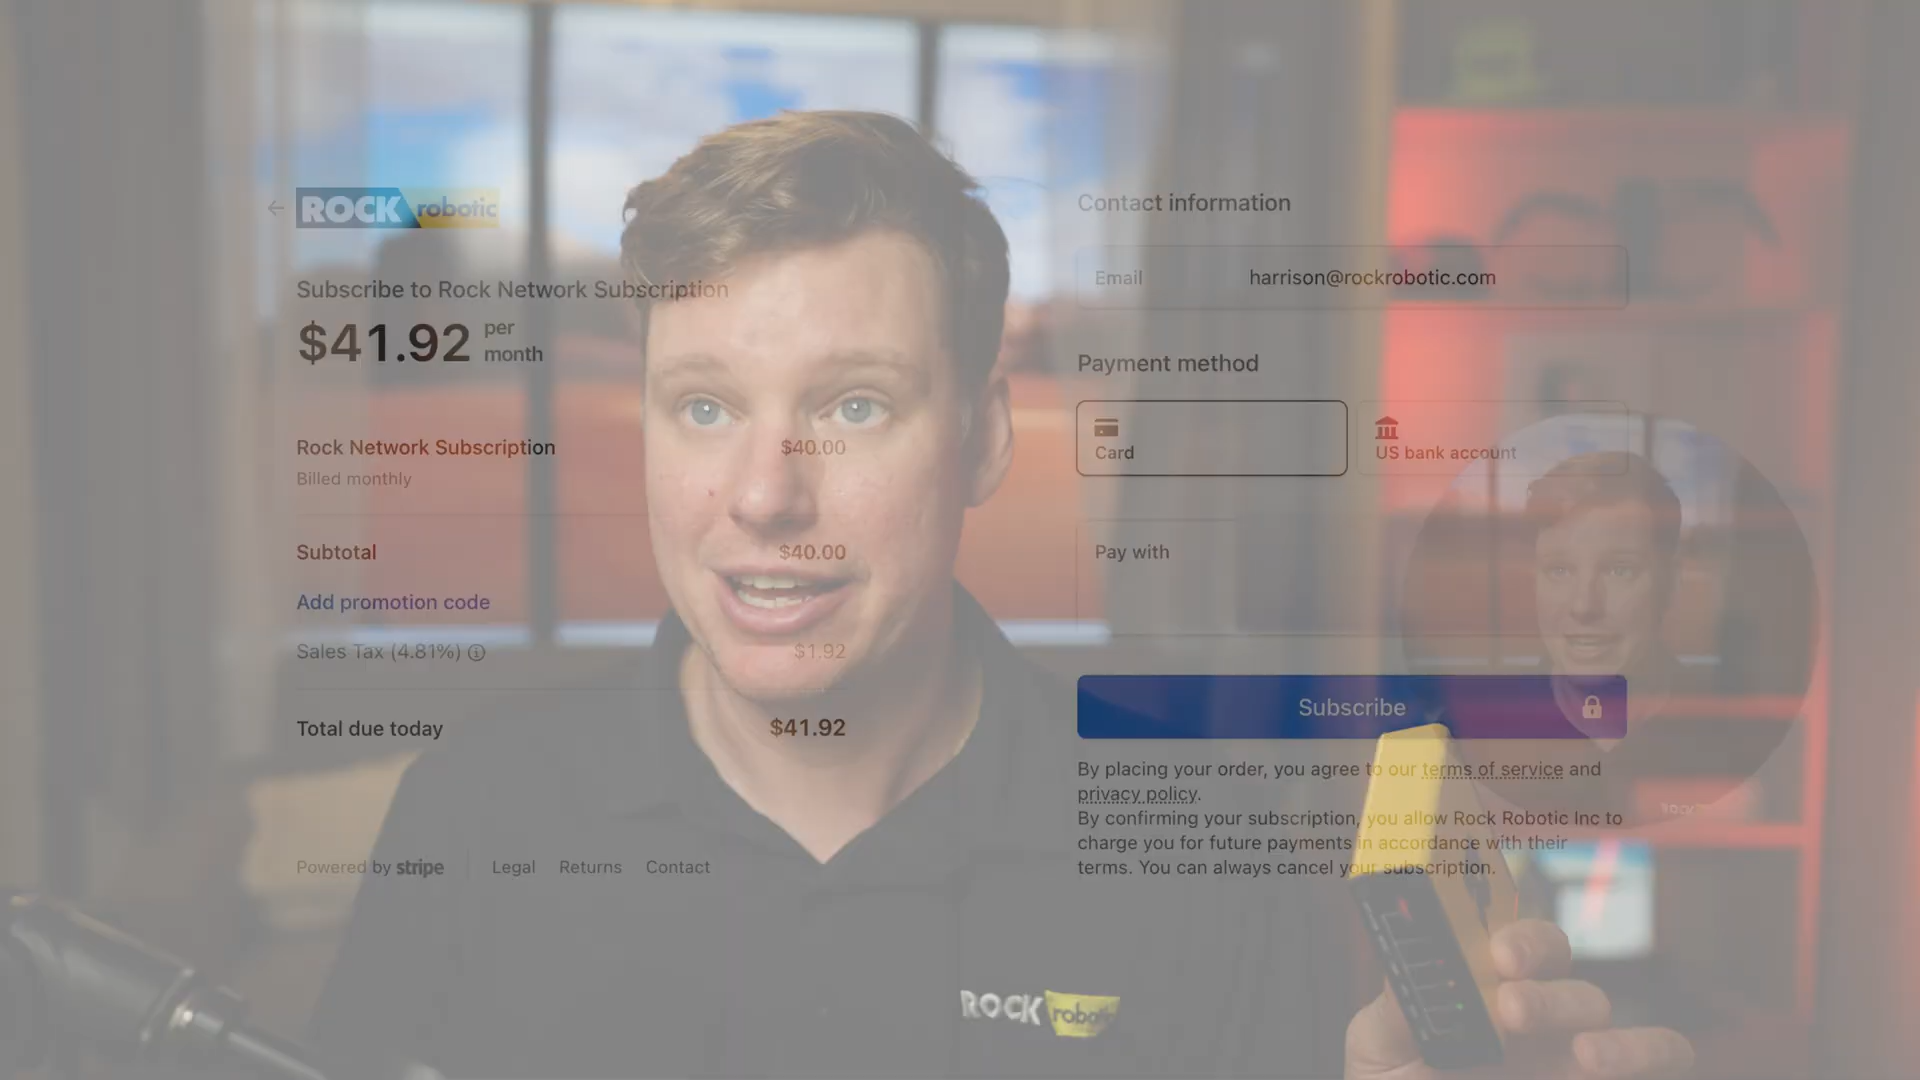 ROCK robotic
Subscribe to Rock Network Subscription
$41.92 per month
Rock Network Subscription $40.00
Billed monthly
Subtotal $40.00
Add promotion code
Sales Tax (4.81%) $1.92
Total due today $41.92
Powered by stripe Legal Returns Contact
Contact information
Email harrison@rockrobotic.com
Payment method
Card
US bank account
Pay with
Subscribe
By placing your order, you agree to our terms of service and
privacy policy.
By confirming your subscription, you allow Rock Robotic Inc to
charge you for future payments in accordance with their
terms. You can always cancel your subscription.
ROCK robotic
ROCK